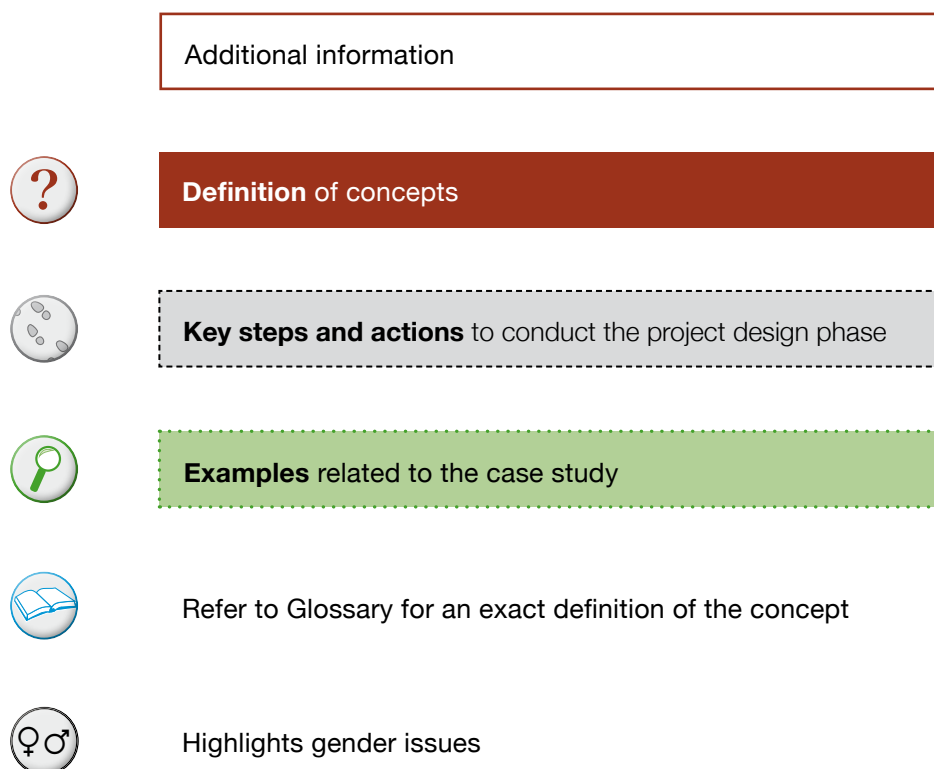 Additional information
?
Definition of concepts
Key steps and actions to conduct the project design phase
Examples related to the case study
Refer to Glossary for an exact definition of the concept
Highlights gender issues